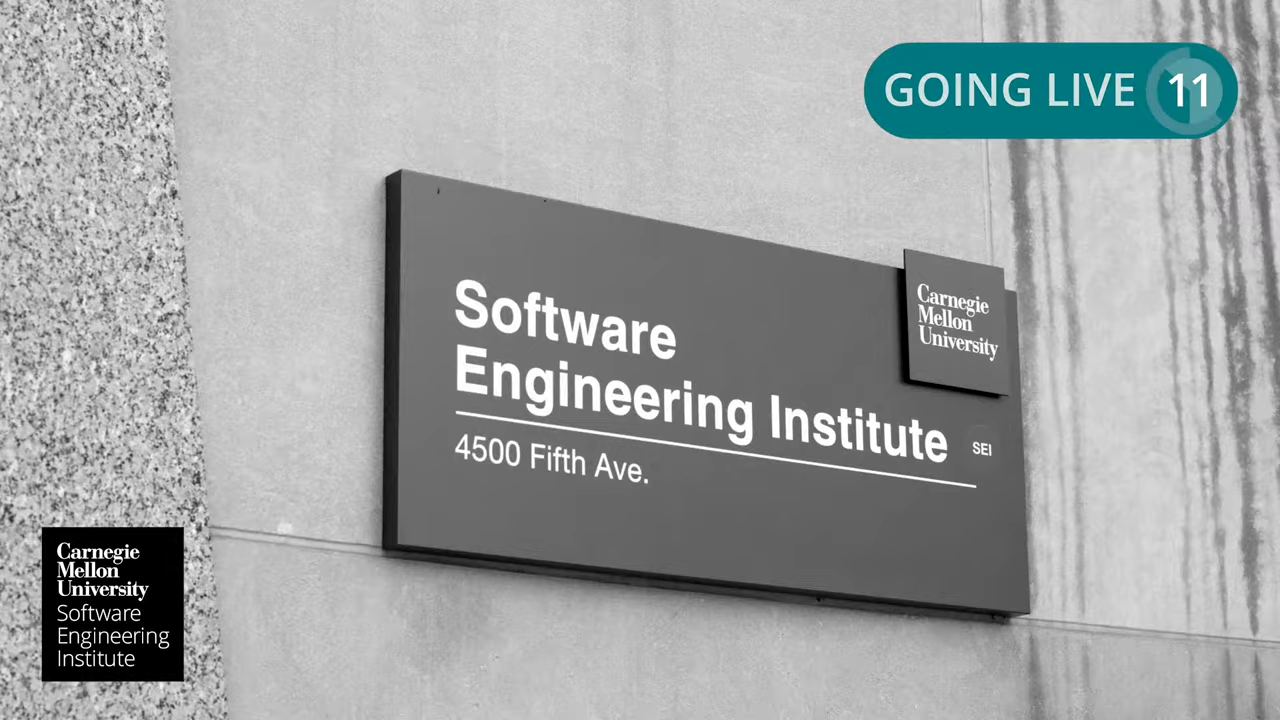 GOING LIVE 11
Carnegie
Mellon
University
Software
Engineering Institute
SEI
4500 Fifth Ave.
Carnegie
Mellon
University
Software
Engineering
Institute